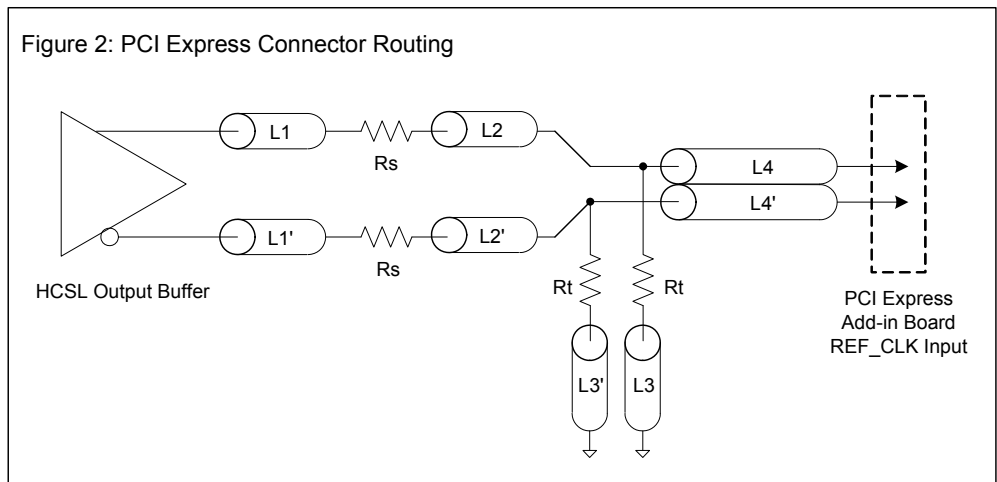 Figure 2: PCI Express Connector Routing
L1
Rs
L2
L4
L4'
L1'
Rs
L2'
HCSL Output Buffer
Rt
Rt
L3'
L3
PCI Express
Add-in Board
REF_CLK Input